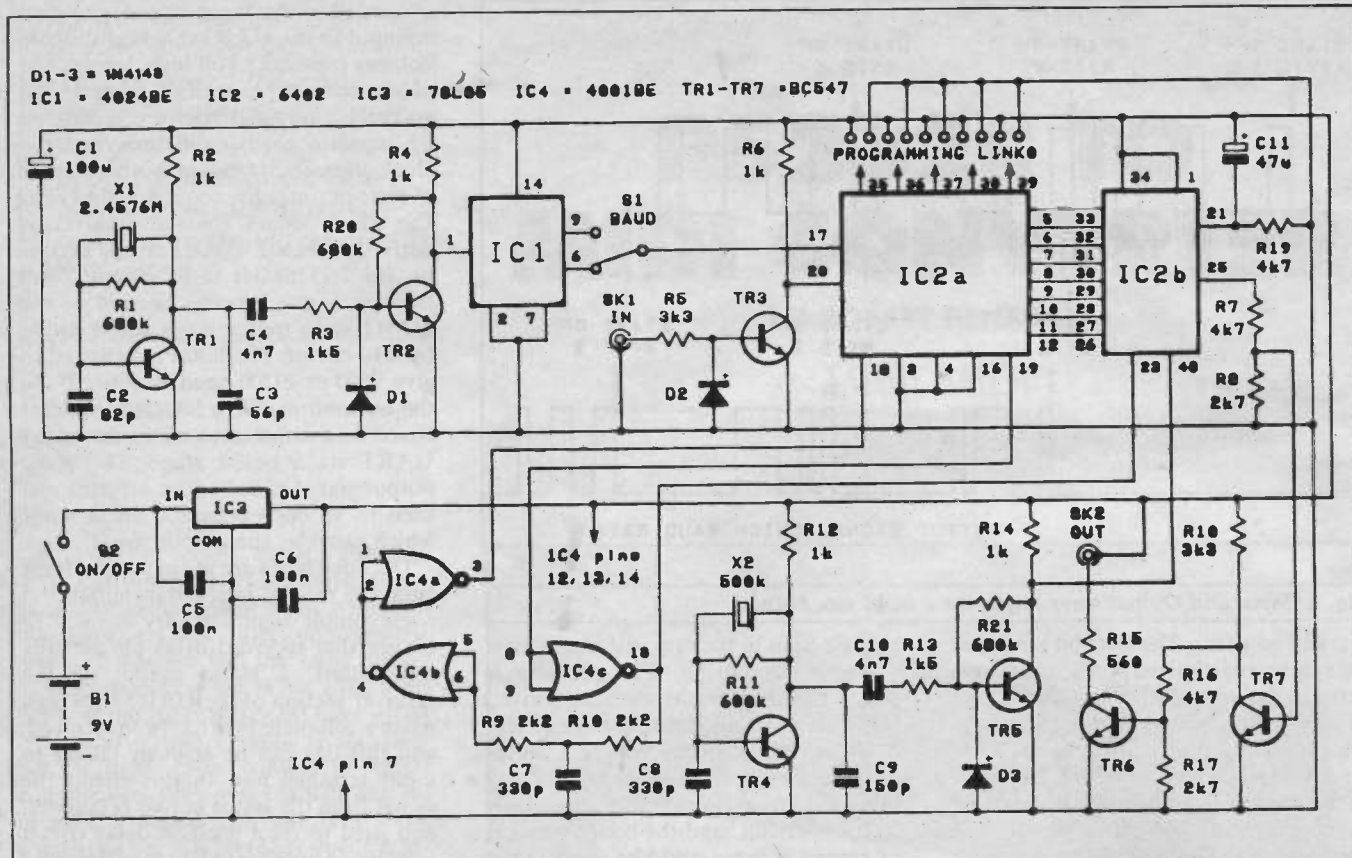 D1-3 = 1N4148
IC1 = 4024BE IC2 = 6402 IC3 = 78L05 IC4 = 4001BE TR1-TR7 =BC547
C1
100u
R2
1k
X1
2.4576M
R1
680k
TR1
C2
82p
C4
4n7
C3
56p
R3
1k5
R4
1k
R20
680k
TR2
D1
1
14
IC1
9
6
2 7
S1
BAUD
SK1
IN
R5
3k3
D2
R6
1k
TR3
PROGRAMMING LINKS
35 36 37 38 39
17
20
IC2a
18 3 4 16 19
5 33
6 32
7 31
8 30
9 29
10 28
11 27
12 26
34 1
IC2b
21
25
23 40
C11
47u
R19
4k7
R7
4k7
R8
2k7
IN IC3 OUT
COM
S2
ON/OFF
C5
100n
C6
100n
B1
9V
1
2
IC4a
3
IC4 pins
12/13/14
4
IC4b
5
6
8
9
IC4c
10
R9 2k2
R10 2k2
C7
330p
IC4 pin 7
R12
1k
X2
500k
R11
680k
C8
330p
TR4
C10
4n7
R13
1k5
C9
150p
R14
1k
R21
680k
TR5
D3
SK2
OUT
R15
560
TR6
R16
4k7
R17
2k7
R18
3k3
TR7